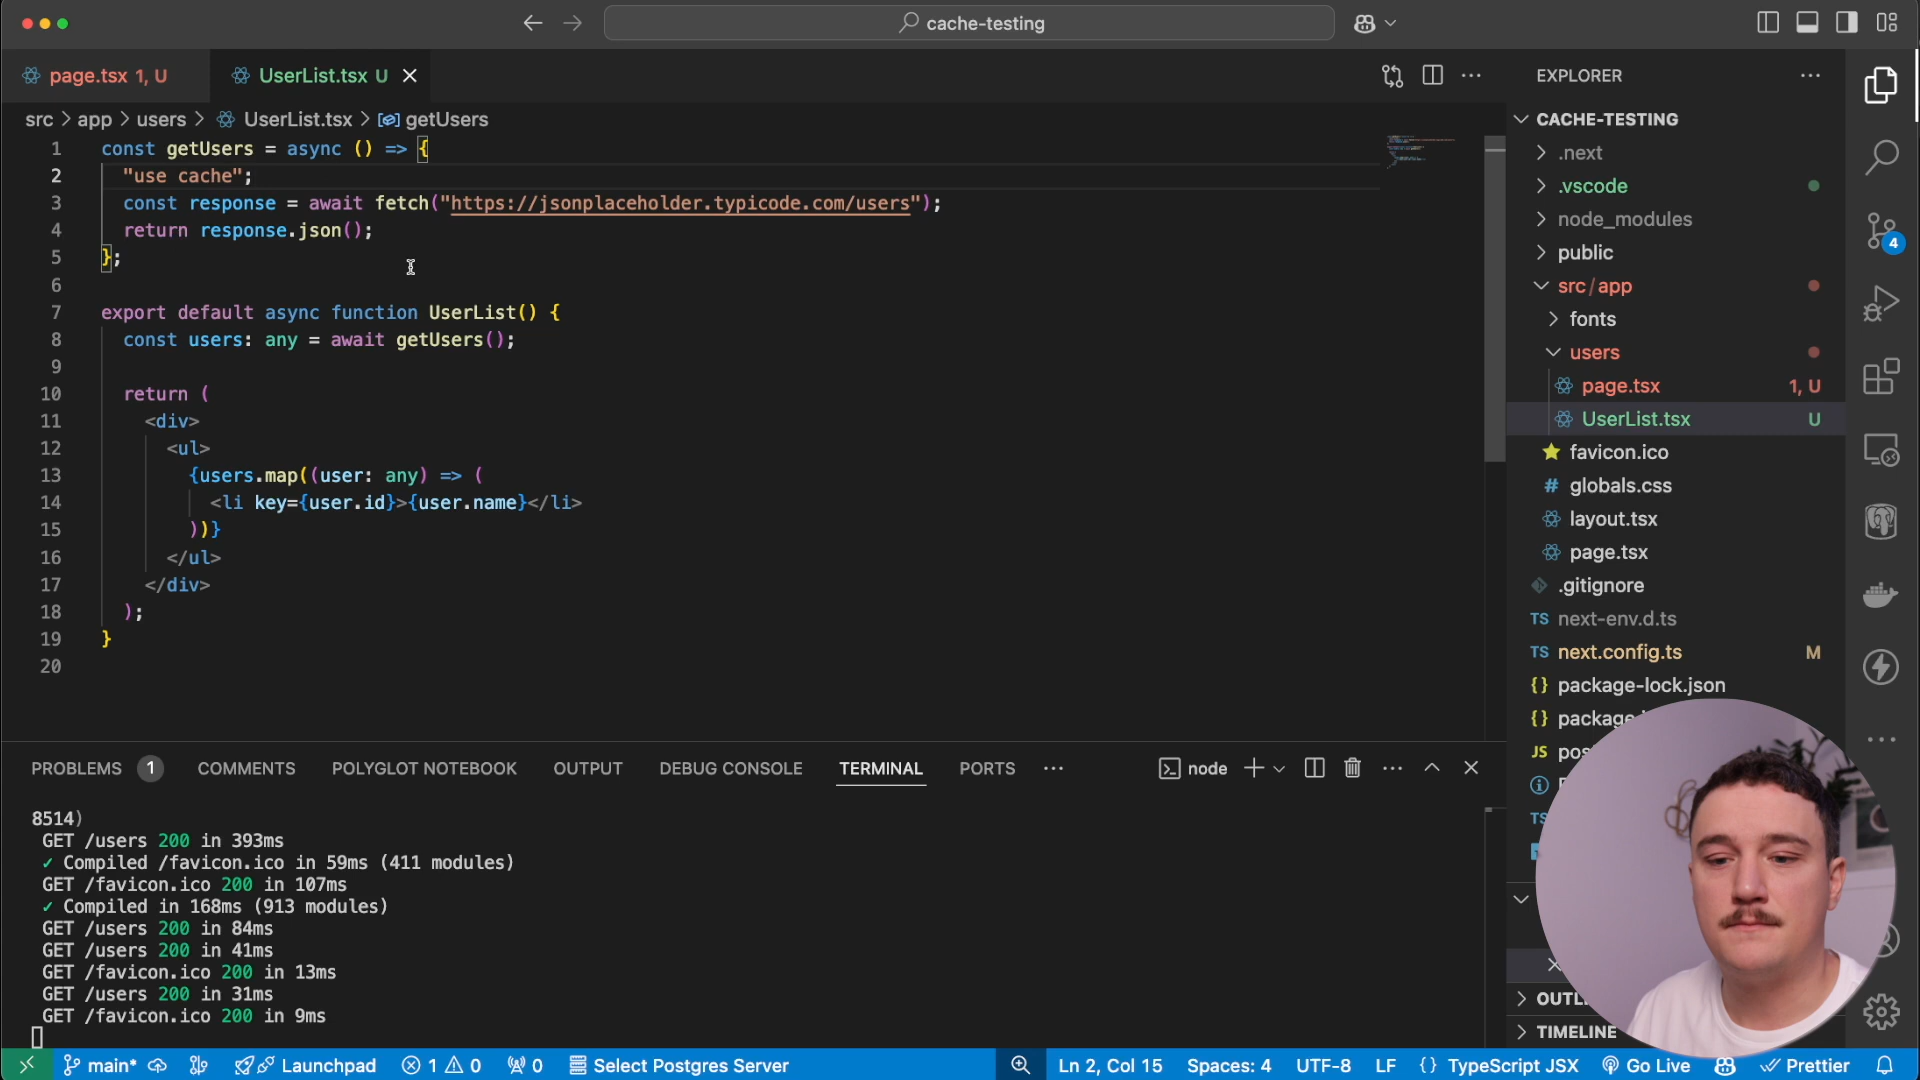 cache-testing
page.tsx 1, U
UserList.tsx U
EXPLORER
src > app > users > UserList.tsx > getUsers
CACHE-TESTING
1 const getUsers = async () => {
2 "use cache";
3 const response = await fetch("https://jsonplaceholder.typicode.com/users");
4 return response.json();
5 };
6
7 export default async function UserList() {
8 const users: any = await getUsers();
9
10 return (
11 <div>
12 <ul>
13 {users.map((user: any) => (
14 <li key={user.id}>{user.name}</li>
15 ))}
16 </ul>
17 </div>
18 );
19 }
20
.next
.vscode
node_modules
public
src/app
fonts
users
page.tsx 1, U
UserList.tsx U
favicon.ico
# globals.css
layout.tsx
page.tsx
.gitignore
TS next-env.d.ts
TS next.config.ts M
{} package-lock.json
{}
JS
TS
TIMELINE
4
PROBLEMS 1 COMMENTS POLYGLOT NOTEBOOK OUTPUT DEBUG CONSOLE TERMINAL PORTS
node
8514)
GET /users 200 in 393ms
✓ Compiled /favicon.ico in 59ms (411 modules)
GET /favicon.ico 200 in 107ms
✓ Compiled in 168ms (913 modules)
GET /users 200 in 84ms
GET /users 200 in 41ms
GET /favicon.ico 200 in 13ms
GET /users 200 in 31ms
GET /favicon.ico 200 in 9ms
main* Launchpad 1 0 0 Select Postgres Server Ln 2, Col 15 Spaces: 4 UTF-8 LF {} TypeScript JSX Go Live Prettier